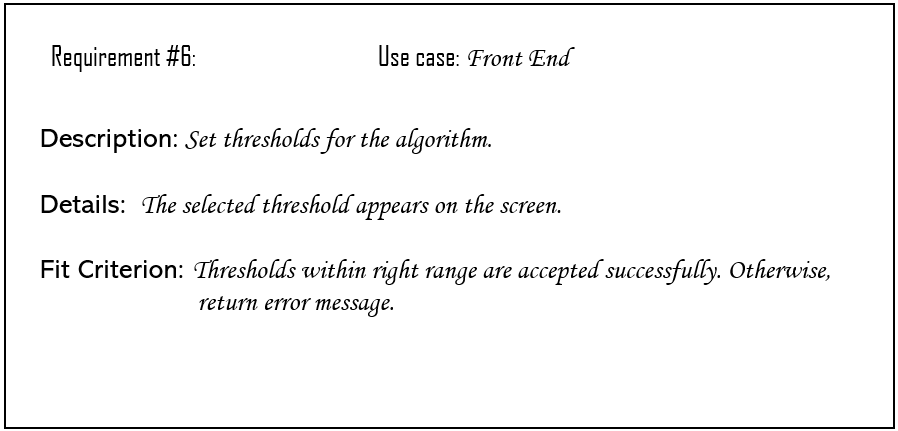 Requirement #6: Use case: Front End
Description: Set thresholds for the algorithm.
Details: The selected threshold appears on the screen.
Fit Criterion: Thresholds within right range are accepted successfully. Otherwise,
return error message.